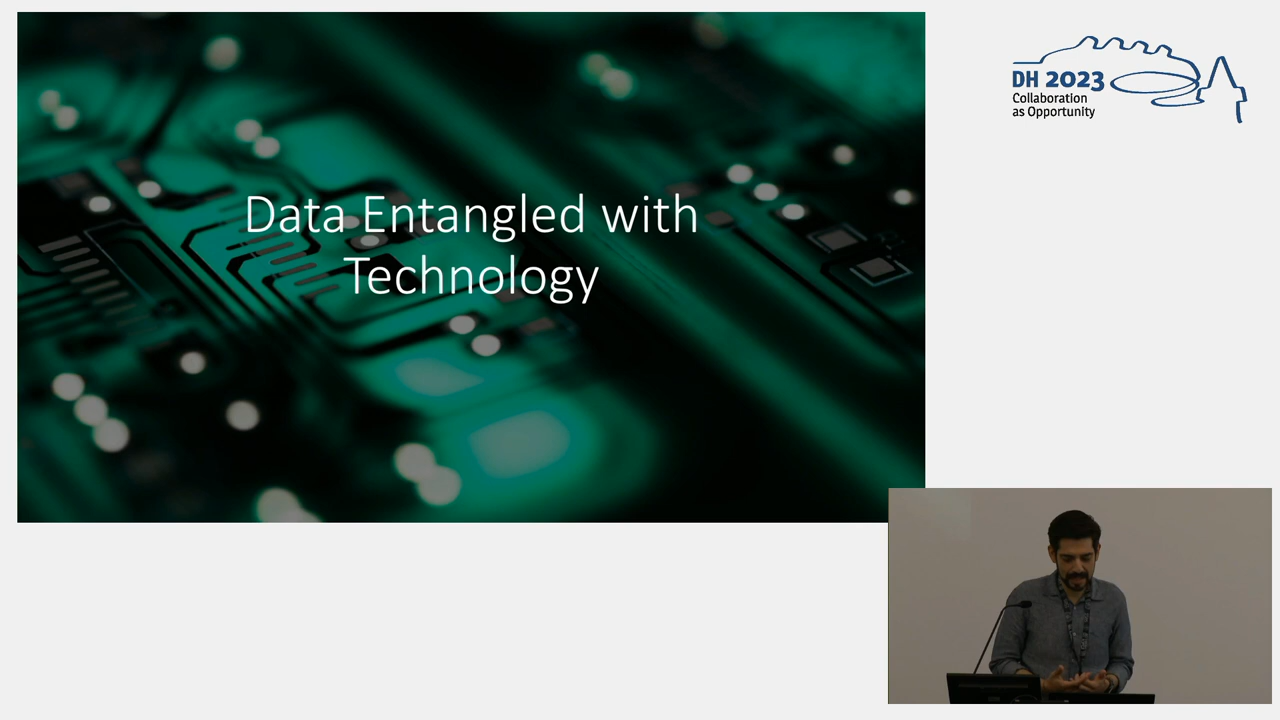 Data Entangled with
Technology
DH 2023
Collaboration
as Opportunity